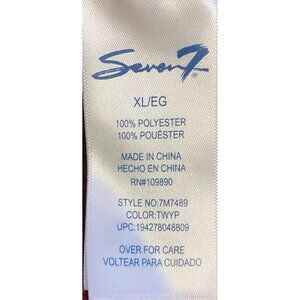 Seven7
XL/EG
100% POLYESTER
100% POUÉSTER
MADE IN CHINA
HECHO EN CHINA
RN#109890
STYLE NO:7M7489
COLOR:TWYP
UPC:194278048809
OVER FOR CARE
VOLTEAR PARA CUIDADO